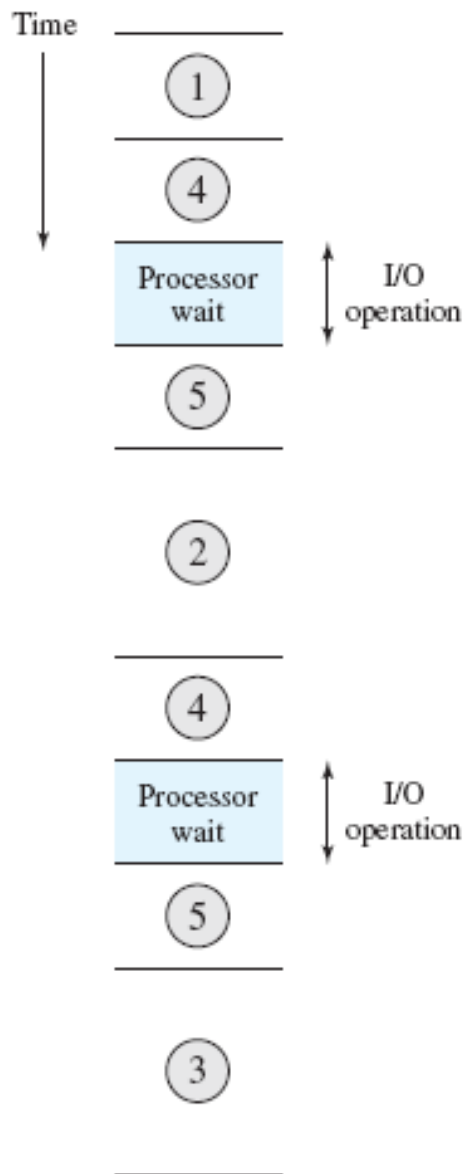 Time
1
4
Processor
wait
I/O
operation
5
2
4
Processor
wait
I/O
operation
5
3